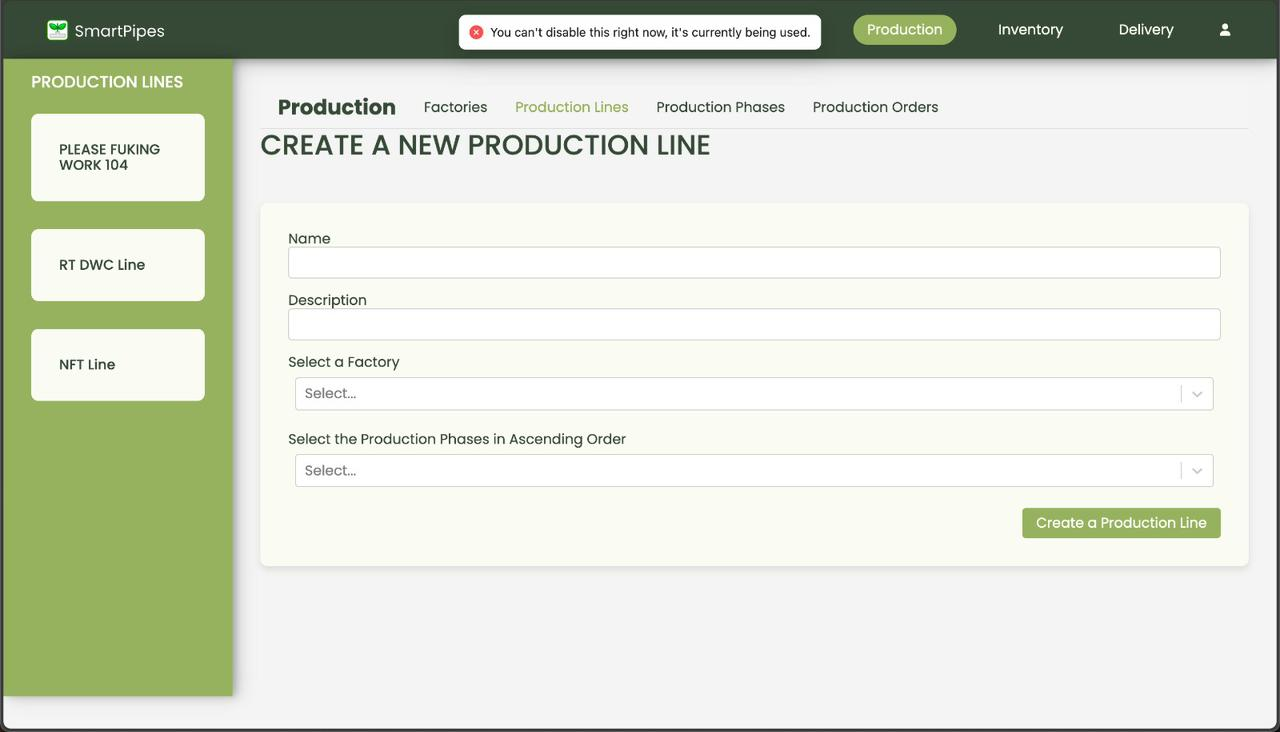 SmartPipes
You can't disable this right now, it's currently being used.
Production
Inventory
Delivery
PRODUCTION LINES
PLEASE FUKING
WORK 104
RT DWC Line
NFT Line
Production
Factories
Production Lines
Production Phases
Production Orders
CREATE A NEW PRODUCTION LINE
Name
Description
Select a Factory
Select...
Select the Production Phases in Ascending Order
Select...
Create a Production Line